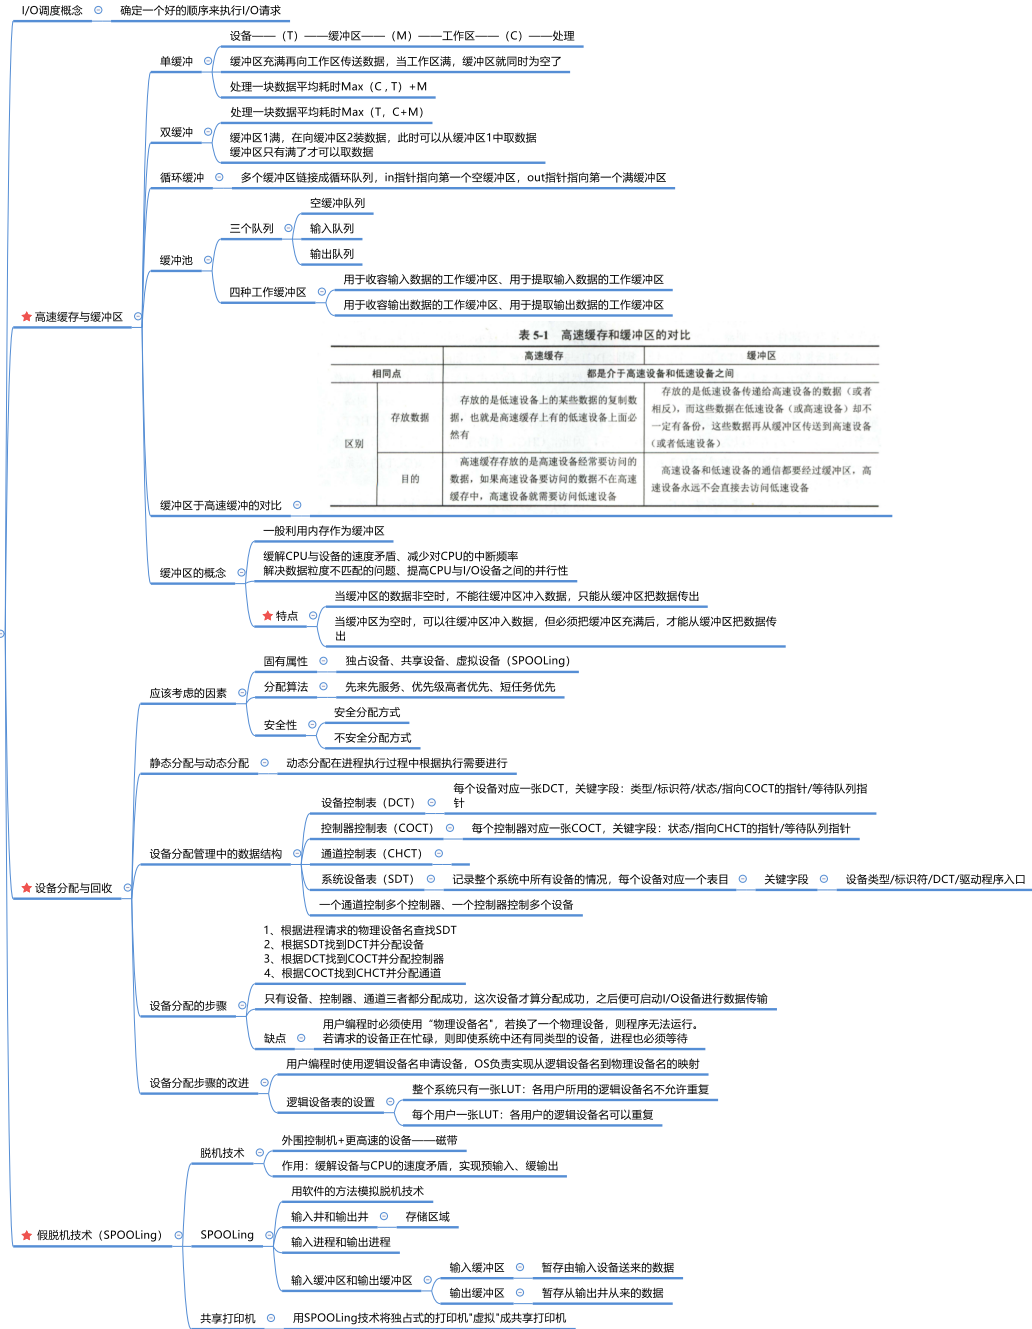 I/O调度概念
确定一个好的顺序来执行I/O请求
★高速缓存与缓冲区
单缓冲
设备——（T）——缓冲区——（M）——工作区——（C）——处理
缓冲区充满再向工作区传送数据，当工作区满，缓冲区就同时为空了
处理一块数据平均耗时Max（C , T）+M
双缓冲
处理一块数据平均耗时Max（T，C+M）
缓冲区1满，在向缓冲区2装数据，此时可以从缓冲区1中取数据
缓冲区只有满了才可以取数据
循环缓冲
多个缓冲区链接成循环队列，in指针指向第一个空缓冲区，out指针指向第一个满缓冲区
缓冲池
三个队列
空缓冲队列
输入队列
输出队列
四种工作缓冲区
用于收容输入数据的工作缓冲区、用于提取输入数据的工作缓冲区
用于收容输出数据的工作缓冲区、用于提取输出数据的工作缓冲区
缓冲区于高速缓冲的对比
表 5-1 高速缓存和缓冲区的对比
高速缓存
缓冲区
相同点
都是介于高速设备和低速设备之间
区别
存放数据
存放的是低速设备上的某些数据的复制数
据，也就是高速缓存上有的低速设备上面必
然有
存放的是低速设备传递给高速设备的数据（或者
相反），而这些数据在低速设备（或高速设备）却不
一定有备份，这些数据再从缓冲区传送到高速设备
（或者低速设备）
目的
高速缓存存放的是高速设备经常要访问的
数据，如果高速设备要访问的数据不在高速
缓存中，高速设备就需要访问低速设备
高速设备和低速设备的通信都要经过缓冲区，高
速设备永远不会直接去访问低速设备
缓冲区的概念
一般利用内存作为缓冲区
缓解CPU与设备的速度矛盾、减少对CPU的中断频率
解决数据粒度不匹配的问题、提高CPU与I/O设备之间的并行性
★特点
当缓冲区的数据非空时，不能往缓冲区冲入数据，只能从缓冲区把数据传出
当缓冲区为空时，可以往缓冲区冲入数据，但必须把缓冲区充满后，才能从缓冲区把数据传
出
★设备分配与回收
应该考虑的因素
固有属性
独占设备、共享设备、虚拟设备（SPOOLing）
分配算法
先来先服务、优先级高者优先、短任务优先
安全性
安全分配方式
不安全分配方式
静态分配与动态分配
动态分配在进程执行过程中根据执行需要进行
设备分配管理中的数据结构
设备控制表（DCT）
每个设备对应一张DCT，关键字段：类型/标识符/状态/指向COCT的指针/等待队列指
针
控制器控制表（COCT）
每个控制器对应一张COCT，关键字段：状态/指向CHCT的指针/等待队列指针
通道控制表（CHCT）
系统设备表（SDT）
记录整个系统中所有设备的情况，每个设备对应一个表目
关键字段
设备类型/标识符/DCT/驱动程序入口
一个通道控制多个控制器、一个控制器控制多个设备
设备分配的步骤
1、根据进程请求的物理设备名查找SDT
2、根据SDT找到DCT并分配设备
3、根据DCT找到COCT并分配控制器
4、根据COCT找到CHCT并分配通道
只有设备、控制器、通道三者都分配成功，这次设备才算分配成功，之后便可启动I/O设备进行数据传输
缺点
用户编程时必须使用“物理设备名"，若换了一个物理设备，则程序无法运行。
若请求的设备正在忙碌，则即使系统中还有同类型的设备，进程也必须等待
设备分配步骤的改进
用户编程时使用逻辑设备名申请设备，OS负责实现从逻辑设备名到物理设备名的映射
逻辑设备表的设置
整个系统只有一张LUT：各用户所用的逻辑设备名不允许重复
每个用户一张LUT：各用户的逻辑设备名可以重复
★假脱机技术（SPOOLing）
脱机技术
外围控制机+更高速的设备——磁带
作用：缓解设备与CPU的速度矛盾，实现预输入、缓输出
SPOOLing
用软件的方法模拟脱机技术
输入井和输出井
存储区域
输入进程和输出进程
输入缓冲区和输出缓冲区
输入缓冲区
暂存由输入设备送来的数据
输出缓冲区
暂存从输出井从来的数据
共享打印机
用SPOOLing技术将独占式的打印机"虚拟"成共享打印机